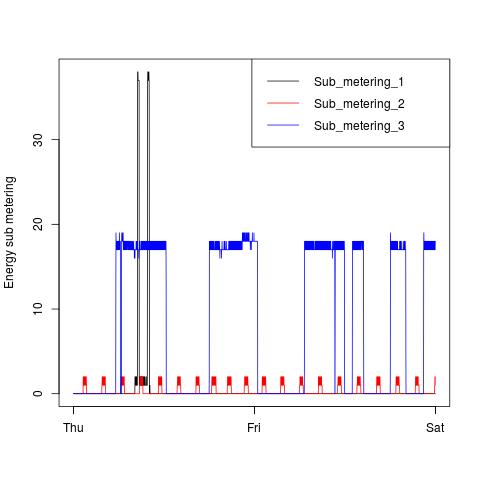 Sub_metering_1
Sub_metering_2
Sub_metering_3
Energy sub metering
30
20
10
0
Thu
Fri
Sat